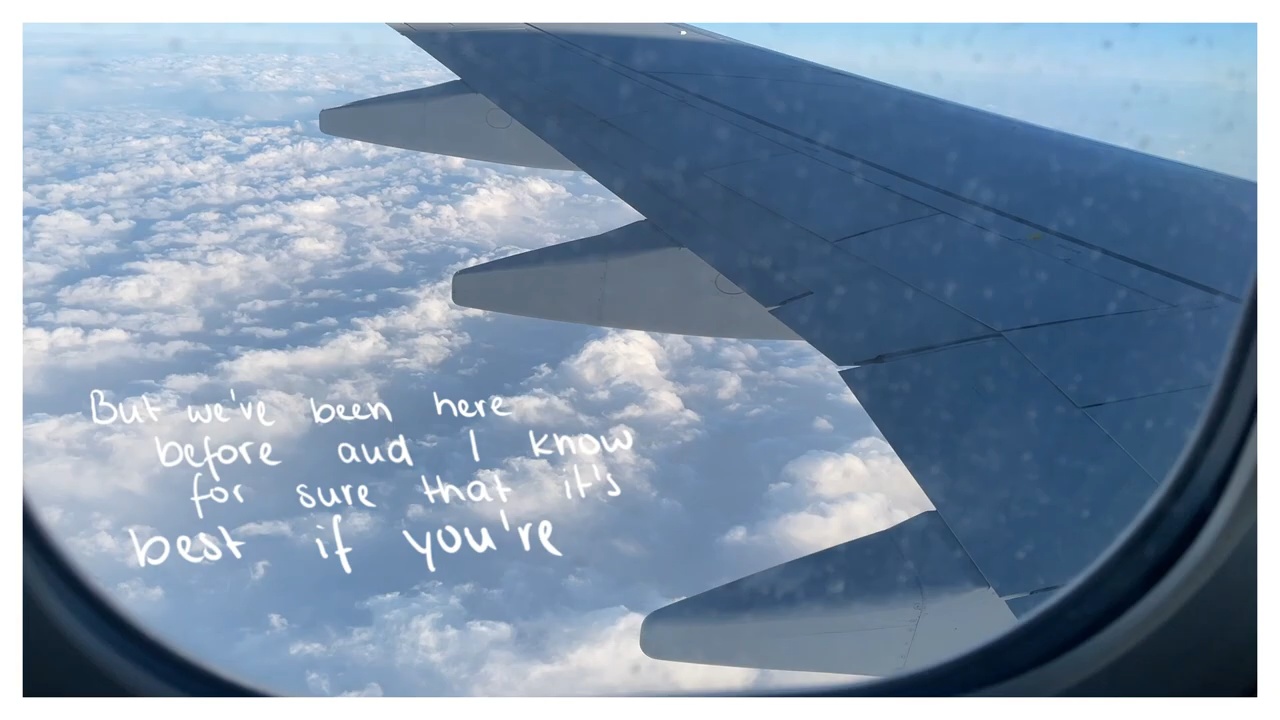 But we've been here
before and I know
for sure that it's
best if you're